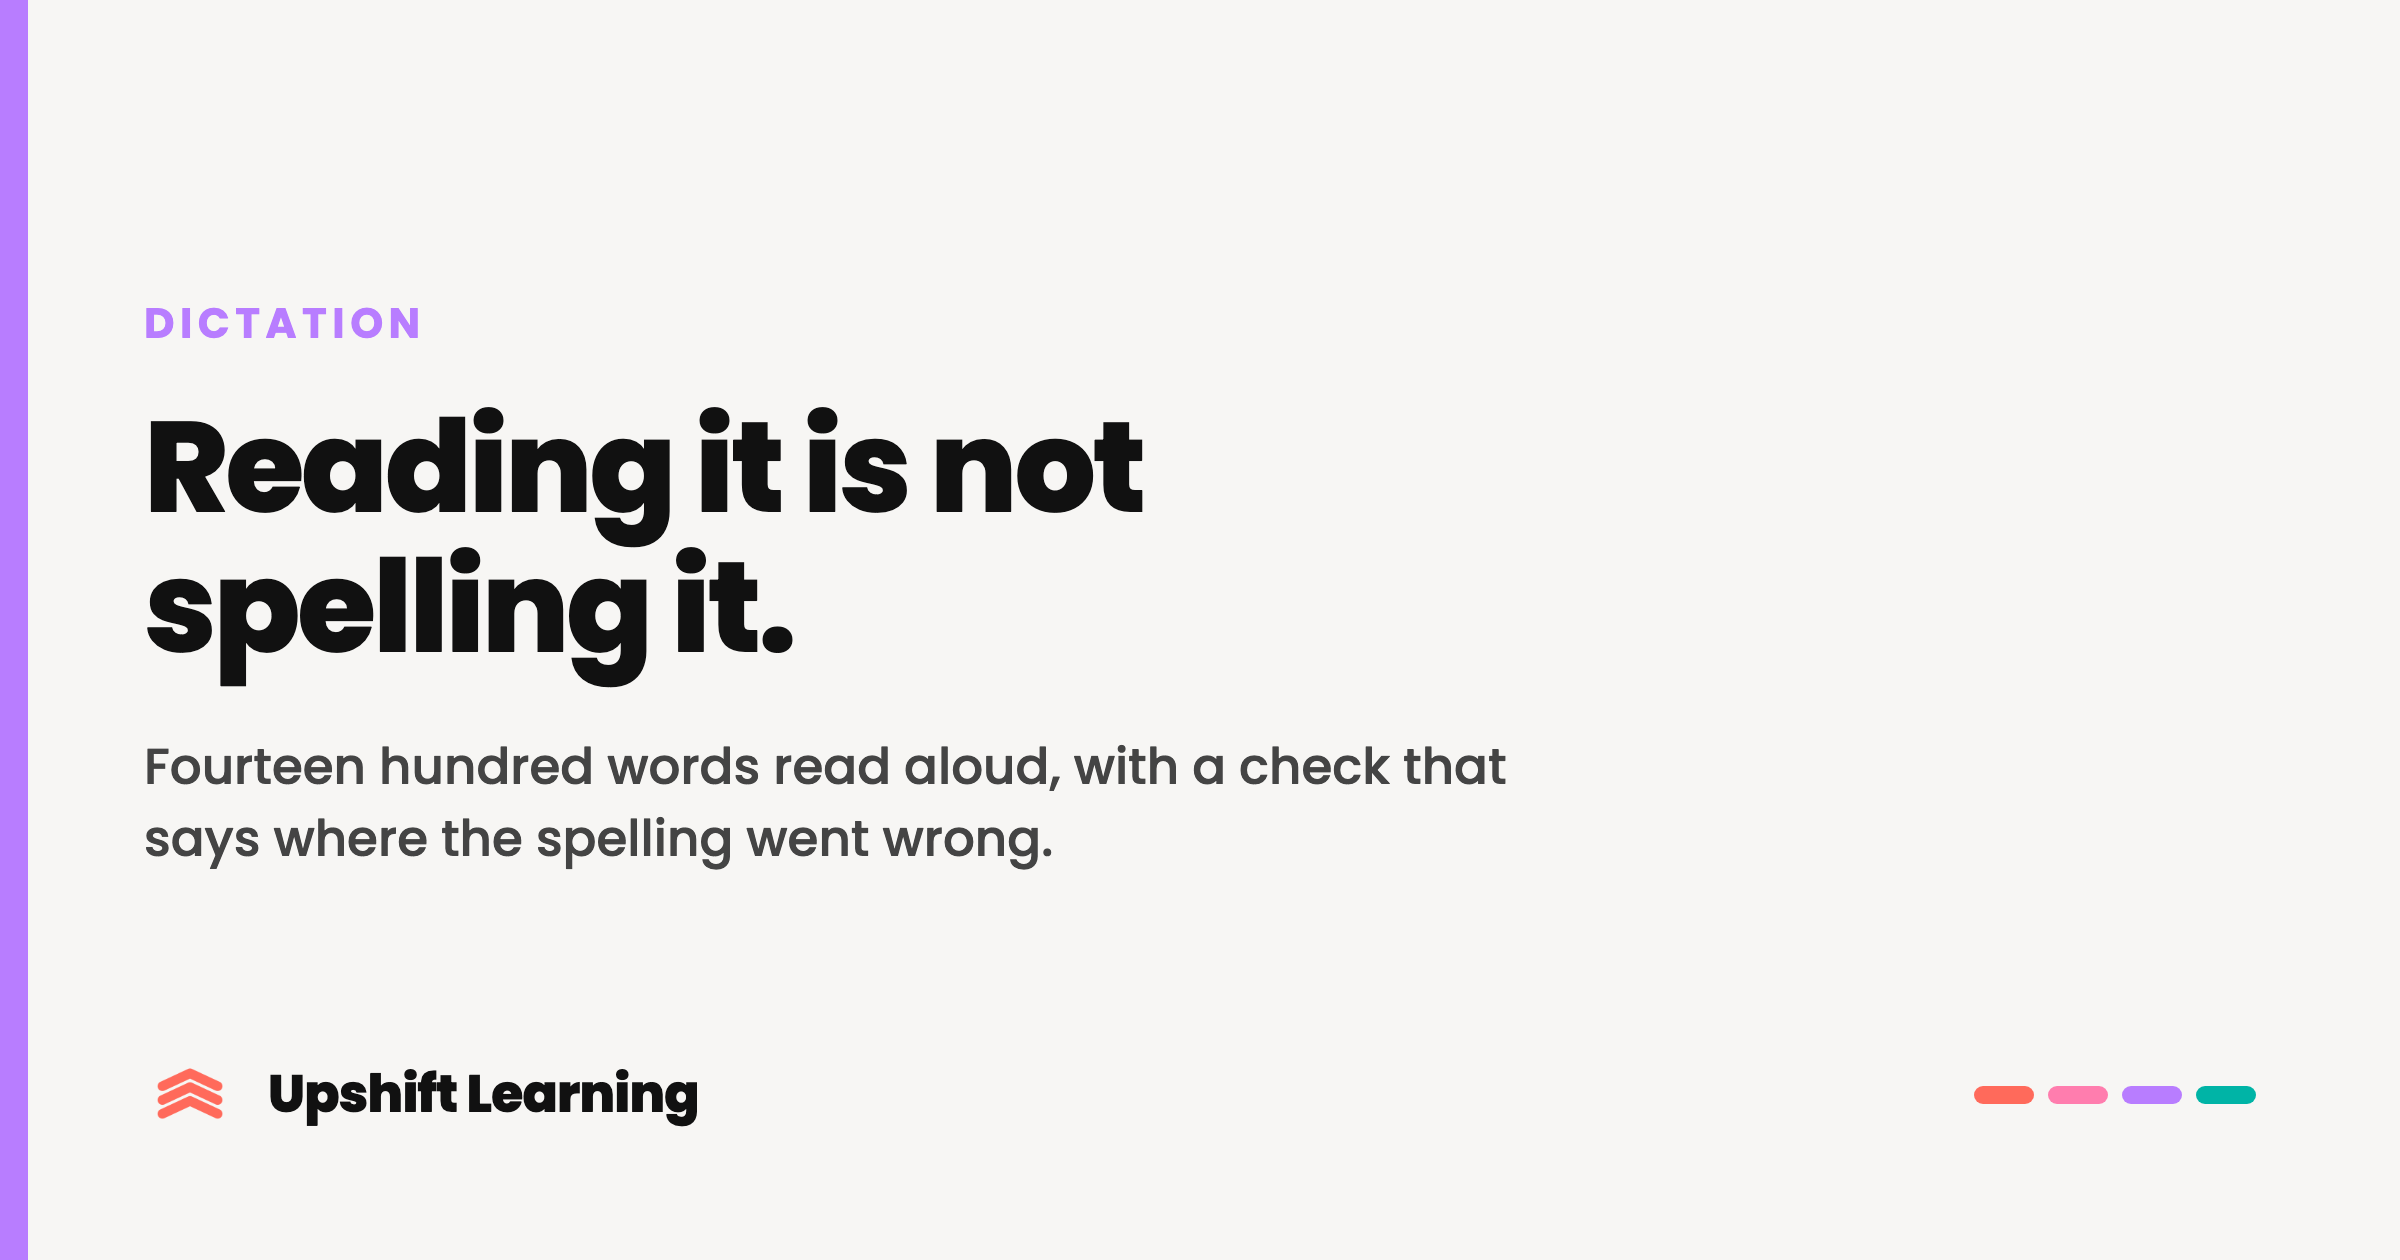 DICTATION
Reading it is not
spelling it.
Fourteen hundred words read aloud, with a check that
says where the spelling went wrong.
Upshift Learning